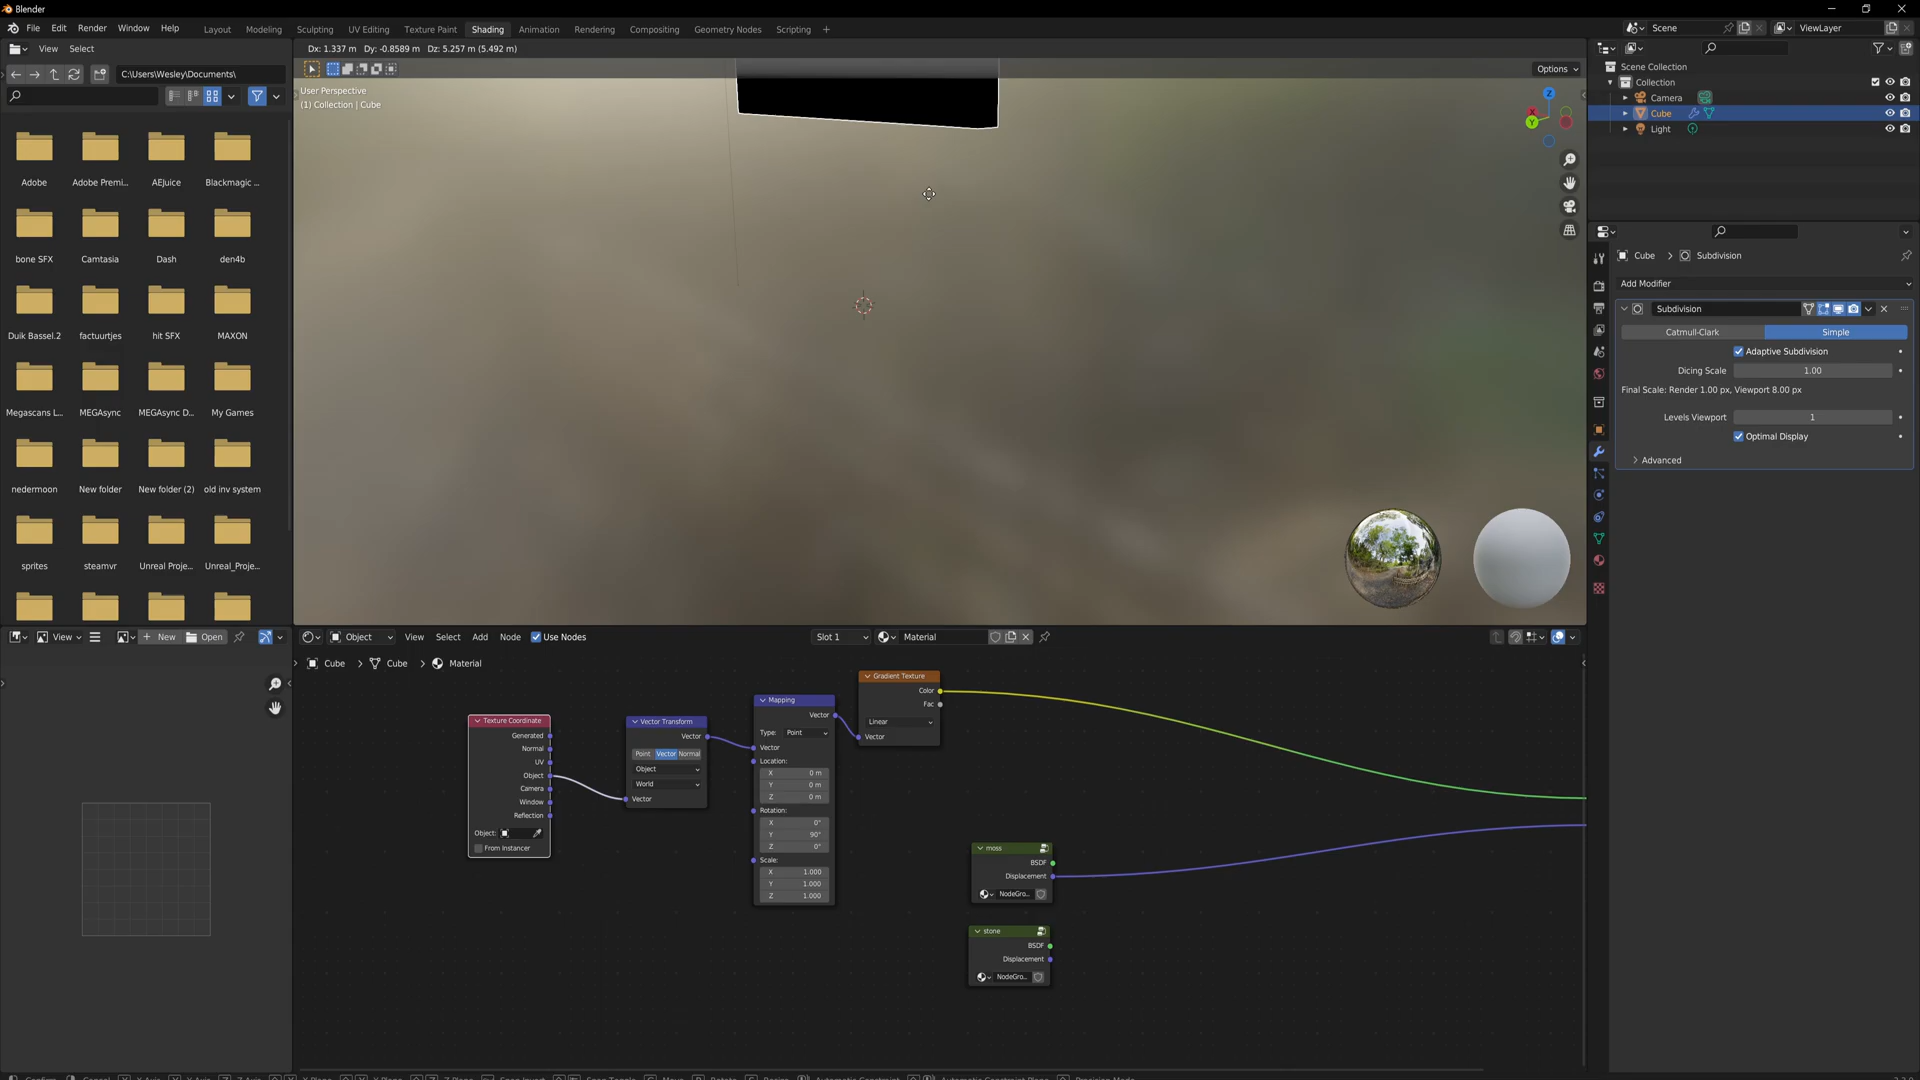 Blender
File Edit Render Window Help Layout Modeling Sculpting UV Editing Texture Paint Shading Animation Rendering Compositing Geometry Nodes Scripting +
Scene ViewLayer
View Select
Dx: 1.337 m Dy: -0.8589 m Dz: 5.257 m (5.492 m)
C:\Users\Wesley\Documents\
Options
User Perspective
(1) Collection | Cube
Scene Collection
Collection
Camera
Cube
Light
Adobe Adobe Premi... AEJuice Blackmagic ...
bone SFX Camtasia Dash den4b
Duik Bassel.2 factuurtjes hit SFX MAXON
Megascans L... MEGAsync MEGAsync D... My Games
nedermoon New folder New folder (2) old inv system
sprites steamvr Unreal Proje... Unreal_Proje...
Z
Y
Cube > Subdivision
Add Modifier
Subdivision
Catmull-Clark Simple
Adaptive Subdivision
Dicing Scale 1.00
Final Scale: Render 1.00 px, Viewport 8.00 px
Levels Viewport 1
Optimal Display
Advanced
View New Open
Object View Select Add Node Use Nodes Slot 1 Material
Cube > Cube > Material
Texture Coordinate
Generated
Normal
UV
Object
Camera
Window
Reflection
Object:
From Instancer
Vector Transform
Vector
Point Vector Normal
Object
World
Vector
Mapping
Vector
Type: Point
Vector
Location:
X 0 m
Y 0 m
Z 0 m
Rotation:
X 0°
Y 90°
Z 0°
Scale:
X 1.000
Y 1.000
Z 1.000
Gradient Texture
Color
Fac
Linear
Vector
moss
BSDF
Displacement
NodeGro...
stone
BSDF
Displacement
NodeGro...